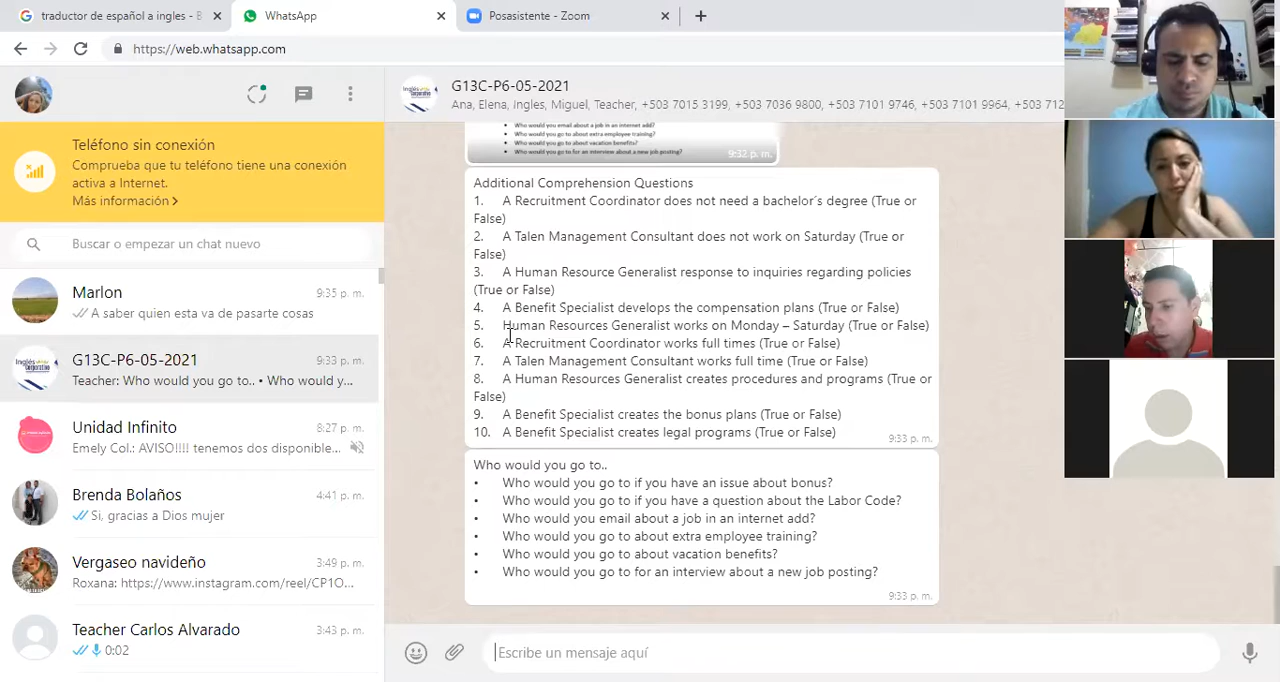 traductor de español a ingles - B
WhatsApp
Posasistente - Zoom
https://web.whatsapp.com
G13C-P6-05-2021
Ana, Elena, Ingles, Miguel, Teacher, +503 7015 3199, +503 7036 9800, +503 7101 9746, +503 7101 9964, +503 712
Teléfono sin conexión
Comprueba que tu teléfono tiene una conexión
activa a Internet.
Más información
Buscar o empezar un chat nuevo
Marlon
9:35 p. m.
A saber quien esta va de pasarte cosas
G13C-P6-05-2021
9:33 p. m.
Teacher: Who would you go to.. • Who would y...
Unidad Infinito
8:27 p. m.
Emely Col.: AVISO!!!! tenemos dos disponible...
Brenda Bolaños
4:41 p. m.
Si, gracias a Dios mujer
Vergaseo navideño
3:49 p. m.
Roxana: https://www.instagram.com/reel/CP1O...
Teacher Carlos Alvarado
3:43 p. m.
0:02
• Who would you email about a job in an internet add?
• Who would you go to about extra employee training?
• Who would you go to about vacation benefits?
• Who would you go to for an interview about a new job posting?
9:32 p. m.
Additional Comprehension Questions
1. A Recruitment Coordinator does not need a bachelor´s degree (True or
False)
2. A Talen Management Consultant does not work on Saturday (True or
False)
3. A Human Resource Generalist response to inquiries regarding policies
(True or False)
4. A Benefit Specialist develops the compensation plans (True or False)
5. Human Resources Generalist works on Monday – Saturday (True or False)
6. A Recruitment Coordinator works full times (True or False)
A Talen Management Consultant works full time (True or False)
8. A Human Resources Generalist creates procedures and programs (True or
False)
9. A Benefit Specialist creates the bonus plans (True or False)
10. A Benefit Specialist creates legal programs (True or False)
9:33 p. m.
Who would you go to..
• Who would you go to if you have an issue about bonus?
• Who would you go to if you have a question about the Labor Code?
• Who would you email about a job in an internet add?
• Who would you go to about extra employee training?
Who would you go to about vacation benefits?
• Who would you go to for an interview about a new job posting?
9:33 p. m.
Escribe un mensaje aquí